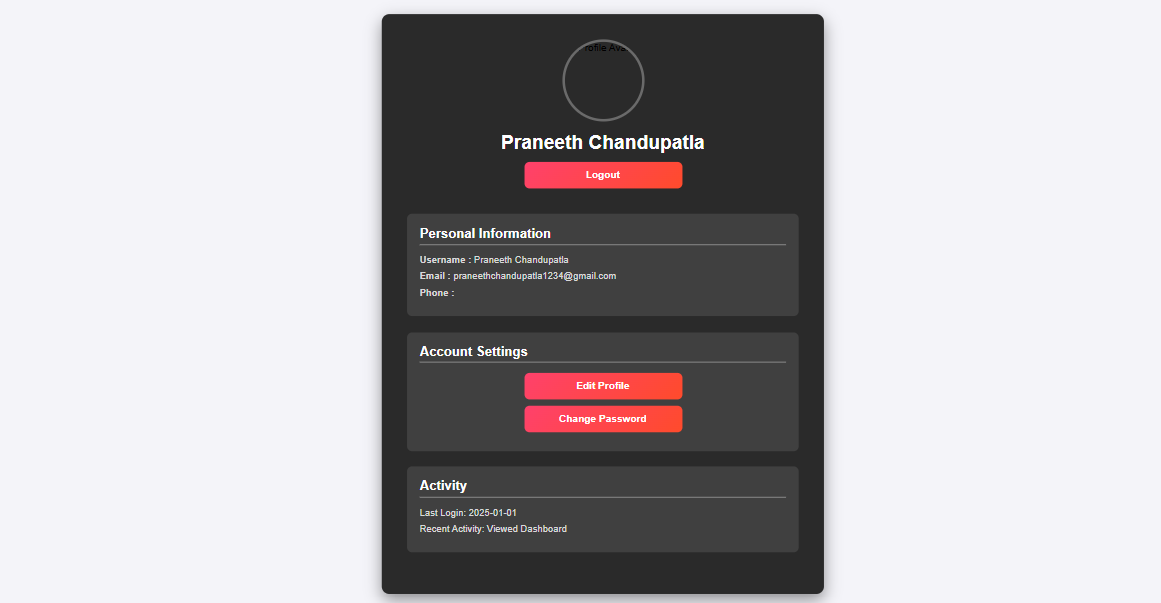 rofile Ava
Praneeth Chandupatla
Logout
Personal Information
Username : Praneeth Chandupatla
Email : praneethchandupatla1234@gmail.com
Phone :
Account Settings
Edit Profile
Change Password
Activity
Last Login: 2025-01-01
Recent Activity: Viewed Dashboard